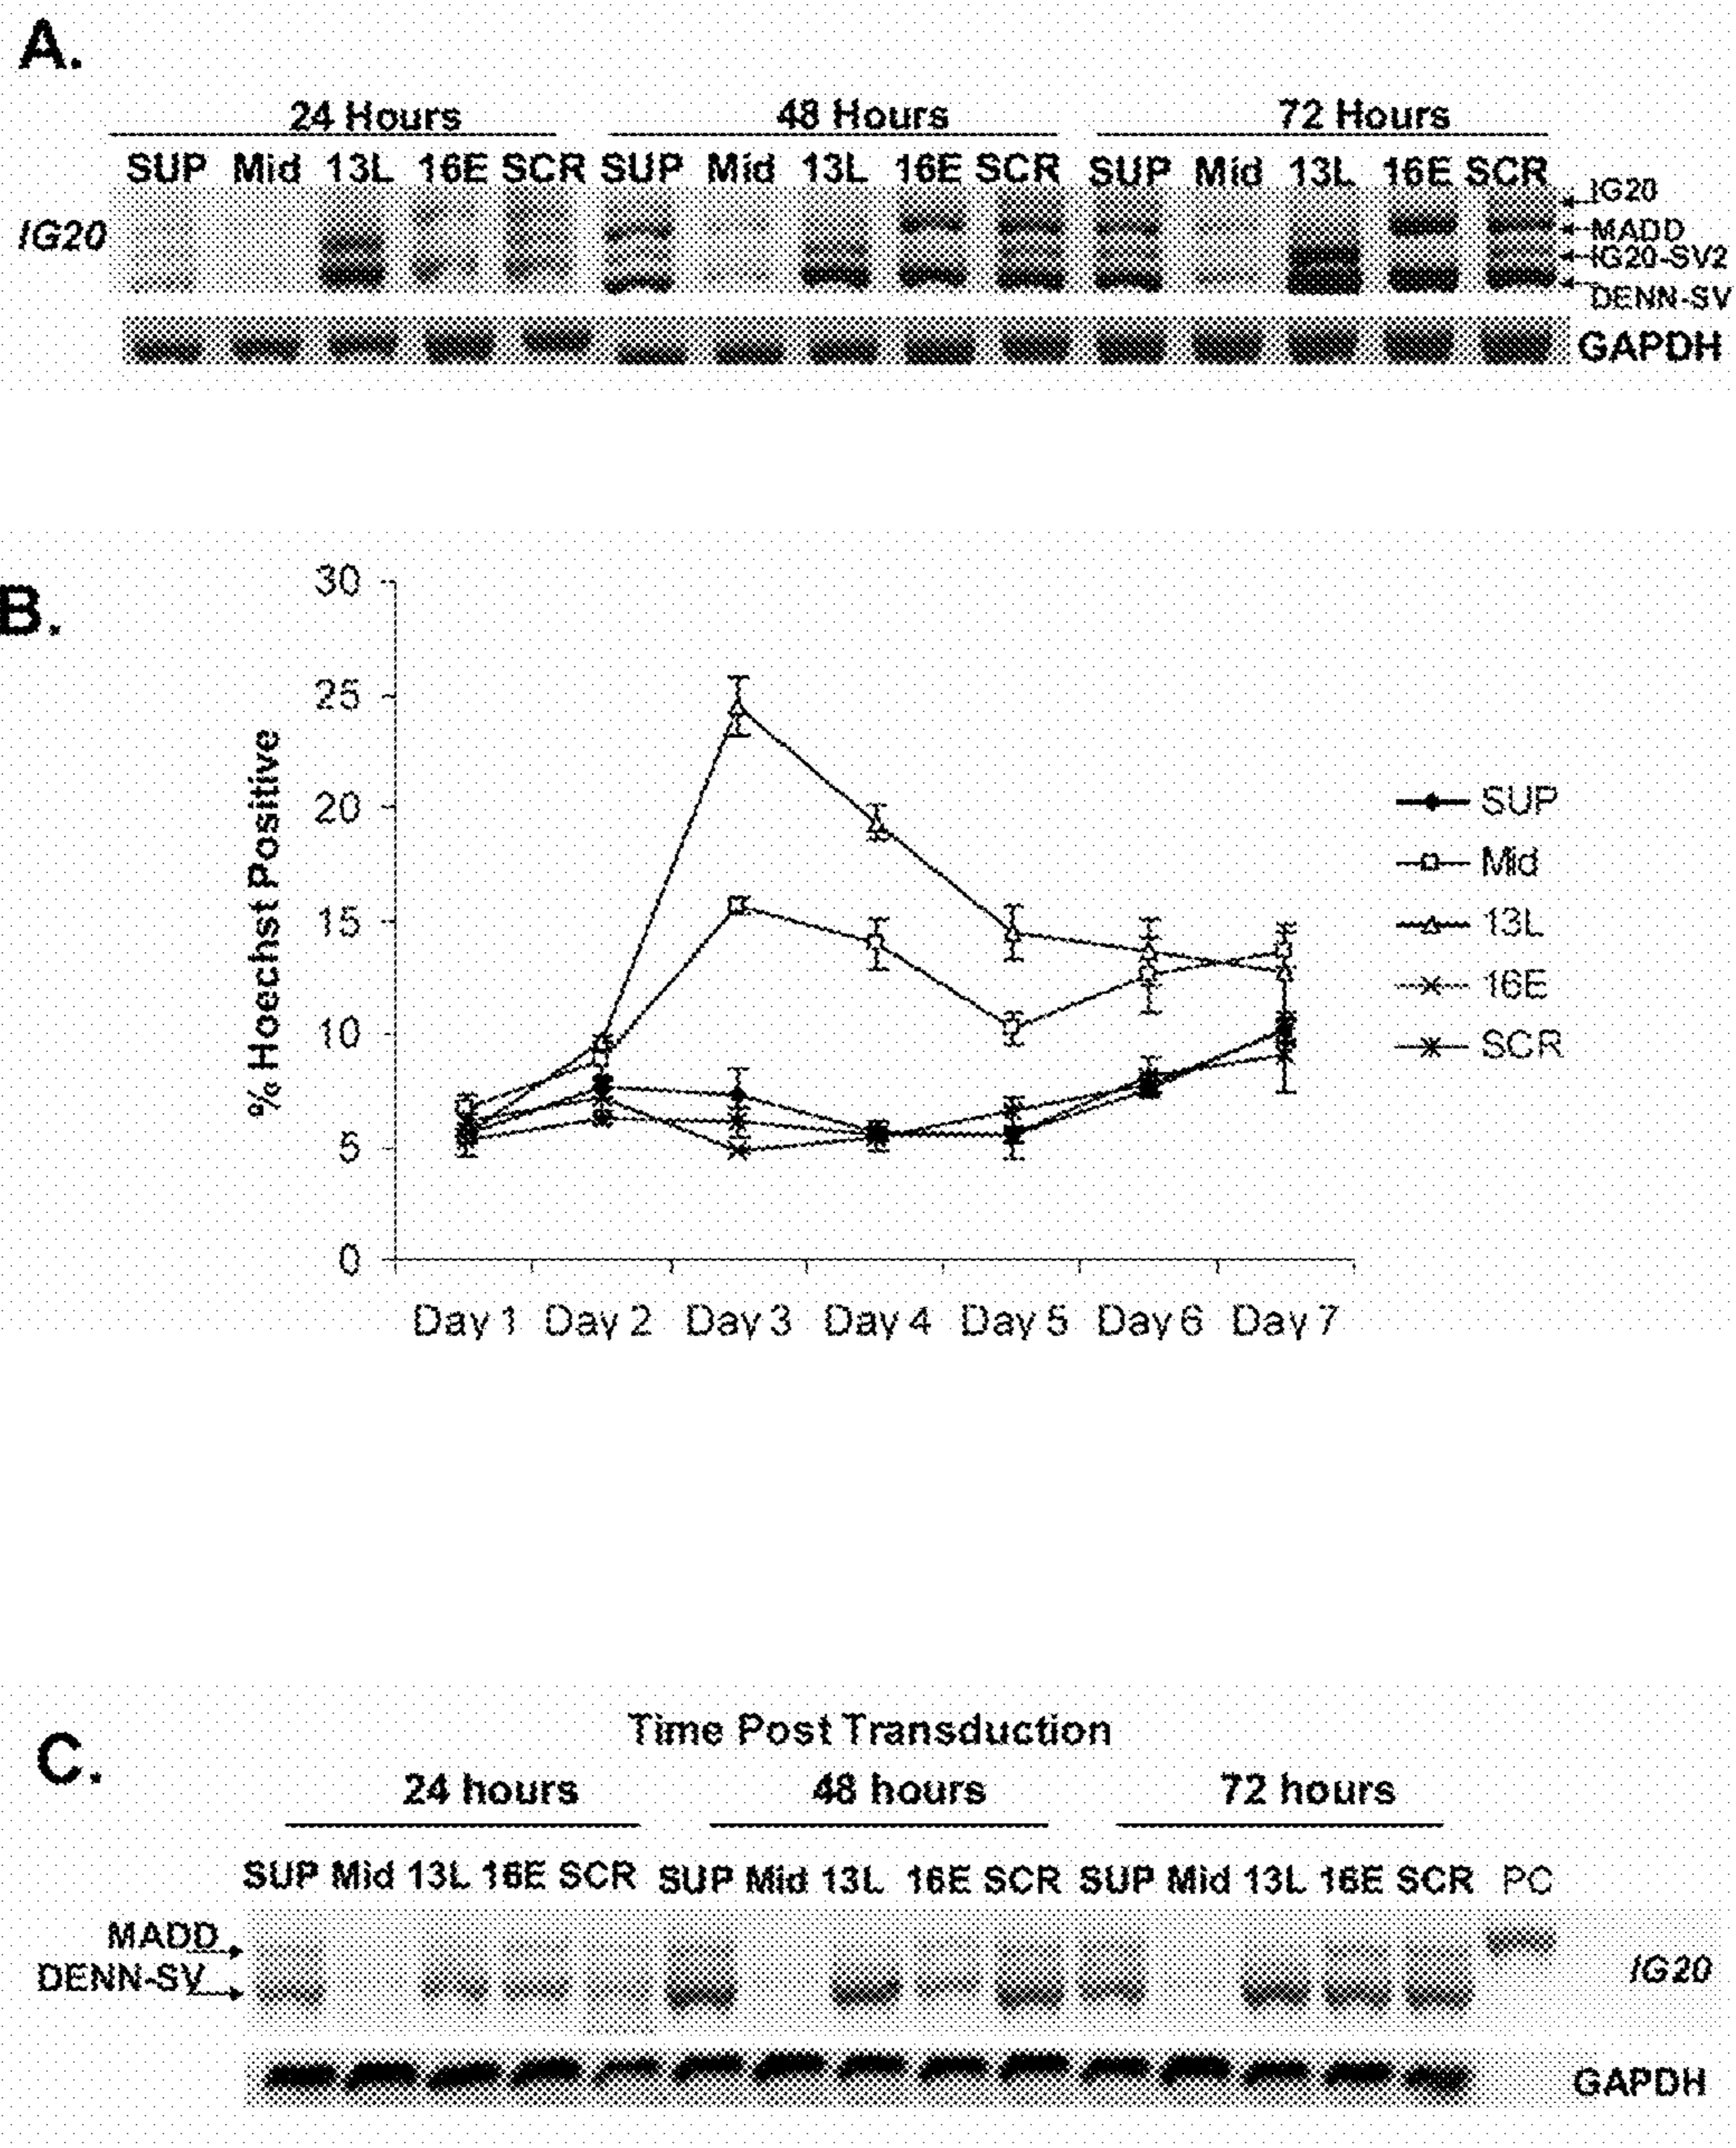 A.
24 Hours 48 Hours 72 Hours
SUP Mid 13L 16E SCR SUP Mid 13L 16E SCR SUP Mid 13L 16E SCR
IG20
IG20
MADD
IG20-SV2
DENN-SV
GAPDH
B.
% Hoechst Positive
30
25
20
15
10
5
0
Day 1 Day 2 Day 3 Day 4 Day 5 Day 6 Day 7
SUP
Mid
13L
16E
SCR
C.
Time Post Transduction
24 hours 48 hours 72 hours
SUP Mid 13L 16E SCR SUP Mid 13L 16E SCR SUP Mid 13L 16E SCR PC
MADD
DENN-SV
IG20
GAPDH